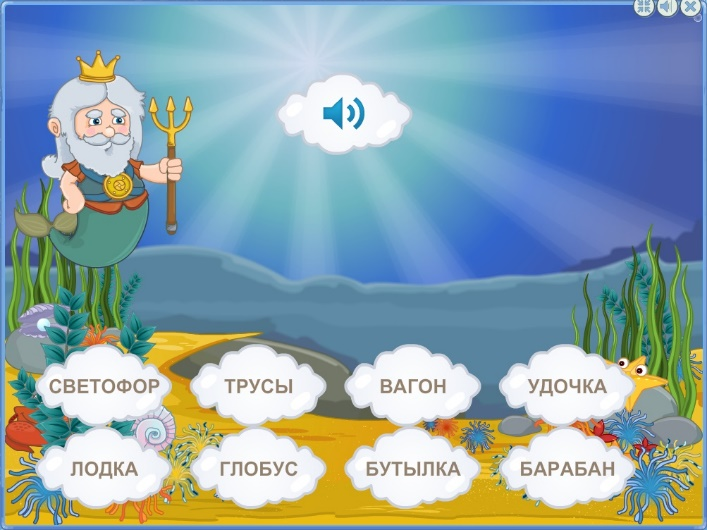 СВЕТОФОР ТРУСЫ ВАГОН УДОЧКА
ЛОДКА ГЛОБУС БУТЫЛКА БАРАБАН